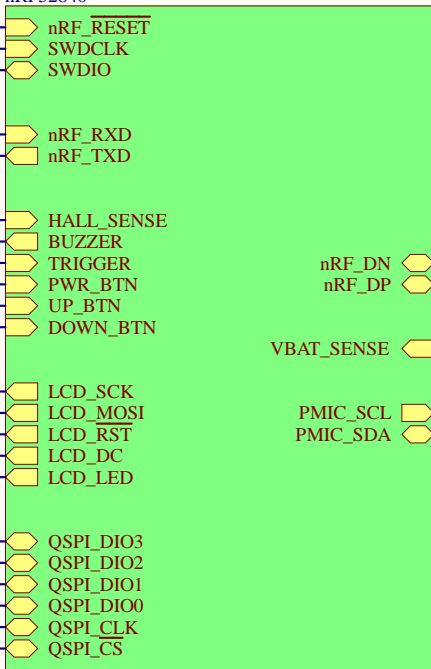 nRF_RESET
SWDCLK
SWDIO
nRF_RXD
nRF_TXD
HALL_SENSE
BUZZER
TRIGGER
nRF_DN
PWR_BTN
nRF_DP
UP_BTN
DOWN_BTN
VBAT_SENSE
LCD_SCK
LCD_MOSI
PMIC_SCL
LCD_RST
PMIC_SDA
LCD_DC
LCD_LED
QSPI_DIO3
QSPI_DIO2
QSPI_DIO1
QSPI_DIO0
QSPI_CLK
QSPI_CS